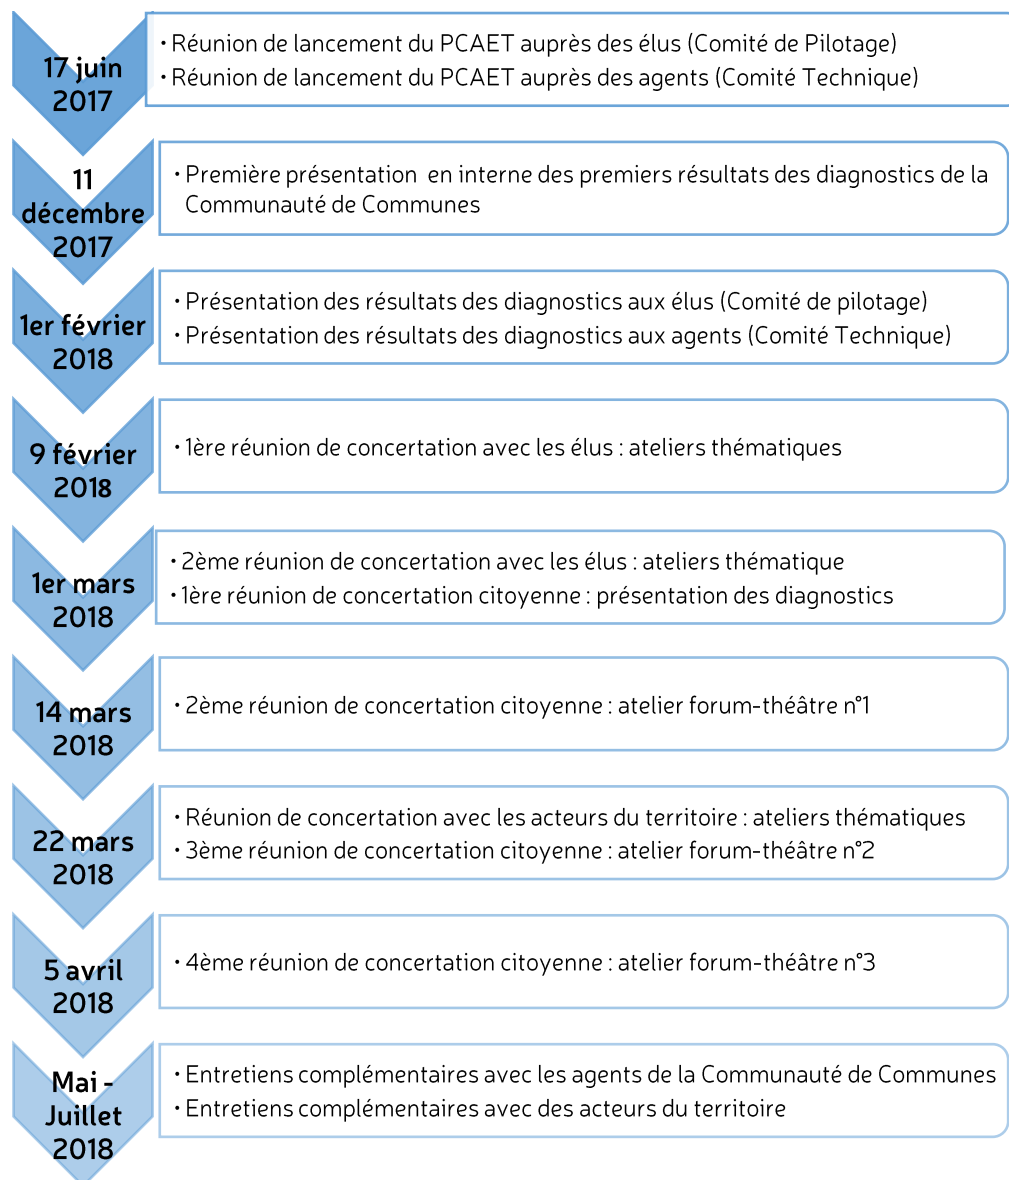 17 juin
2017
• Réunion de lancement du PCAET auprès des élus (Comité de Pilotage)
• Réunion de lancement du PCAET auprès des agents (Comité Technique)
11
décembre
2017
• Première présentation en interne des premiers résultats des diagnostics de la
Communauté de Communes
1er février
2018
• Présentation des résultats des diagnostics aux élus (Comité de pilotage)
• Présentation des résultats des diagnostics aux agents (Comité Technique)
9 février
2018
• 1ère réunion de concertation avec les élus : ateliers thématiques
1er mars
2018
• 2ème réunion de concertation avec les élus : ateliers thématique
• 1ère réunion de concertation citoyenne : présentation des diagnostics
14 mars
2018
• 2ème réunion de concertation citoyenne : atelier forum-théâtre n°1
22 mars
2018
• Réunion de concertation avec les acteurs du territoire : ateliers thématiques
• 3ème réunion de concertation citoyenne : atelier forum-théâtre n°2
5 avril
2018
• 4ème réunion de concertation citoyenne : atelier forum-théâtre n°3
Mai -
Juillet
2018
• Entretiens complémentaires avec les agents de la Communauté de Communes
• Entretiens complémentaires avec des acteurs du territoire